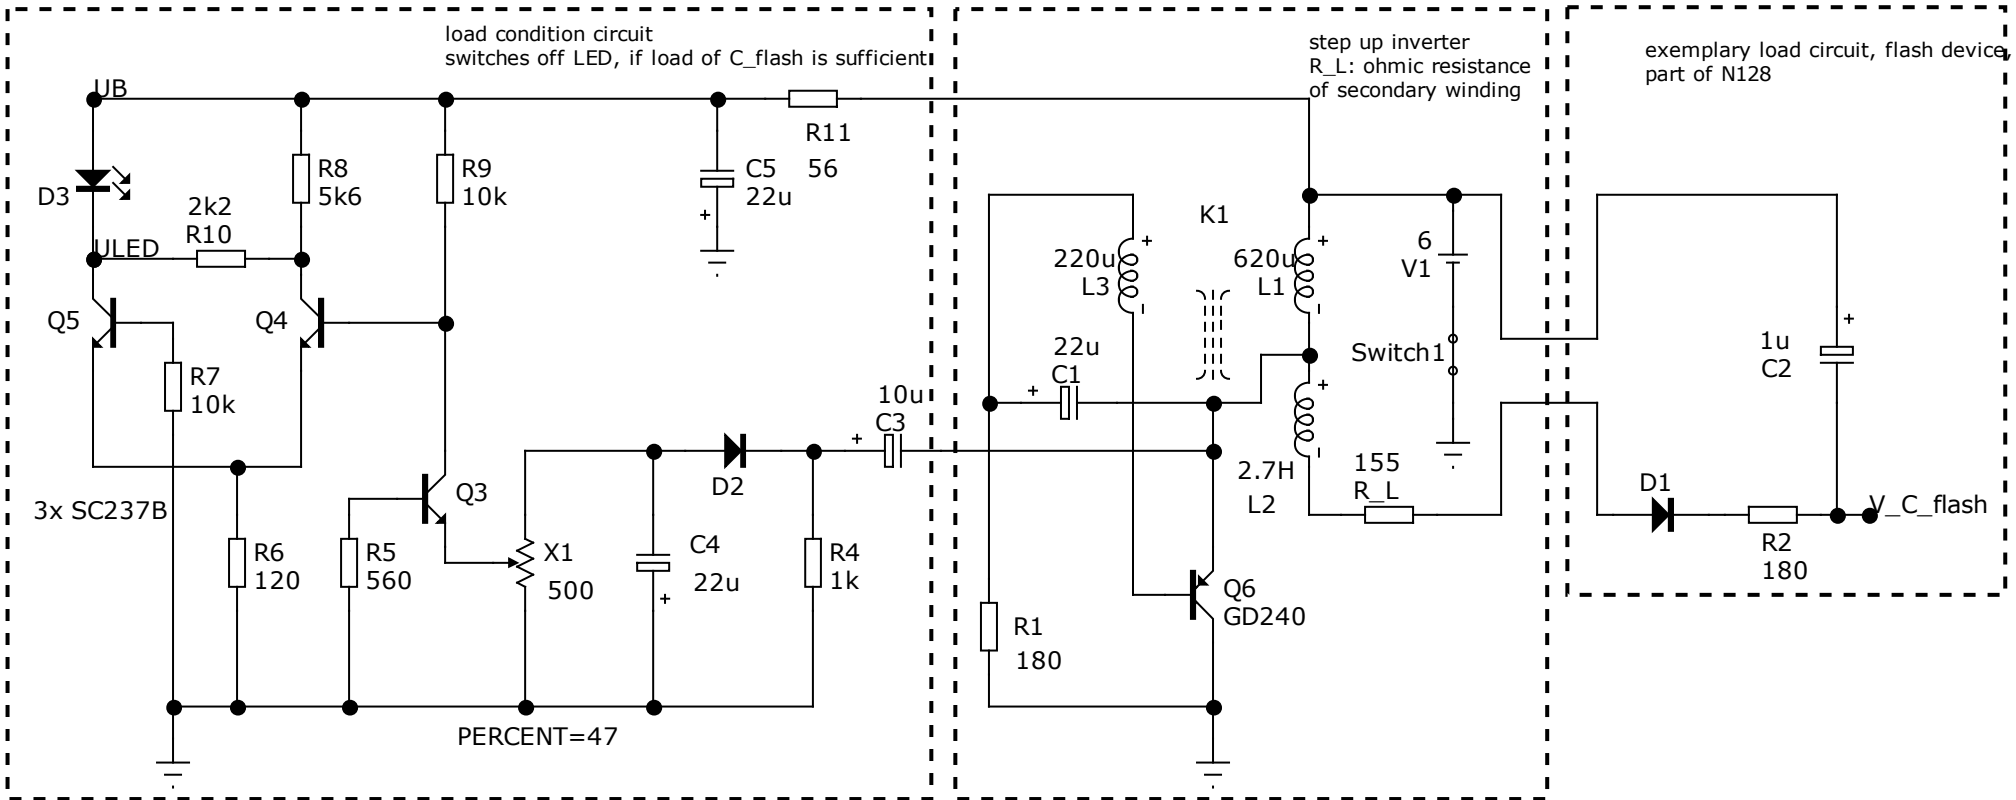 load condition circuit
switches off LED, if load of C_flash is sufficient
step up inverter
R_L: ohmic resistance
of secondary winding
exemplary load circuit, flash device,
part of N128
UB
R11
56
C5
22u
+
R8
5k6
R9
10k
D3
2k2
R10
ULED
Q5
Q4
R7
10k
3x SC237B
R6
120
R5
560
Q3
X1
500
PERCENT=47
C4
22u
+
D2
R4
1k
10u
C3
+
K1
220u
L3
+
-
620u
L1
+
-
22u
C1
+
2.7H
L2
+
-
6
V1
Switch1
155
R_L
R1
180
Q6
GD240
1u
C2
+
D1
R2
180
V_C_flash